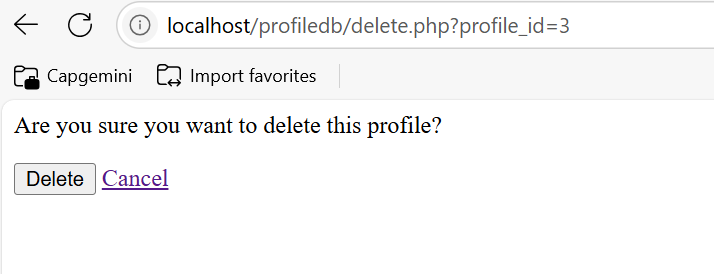 localhost/profiledb/delete.php?profile_id=3
Capgemini Import favorites
Are you sure you want to delete this profile?
Delete Cancel